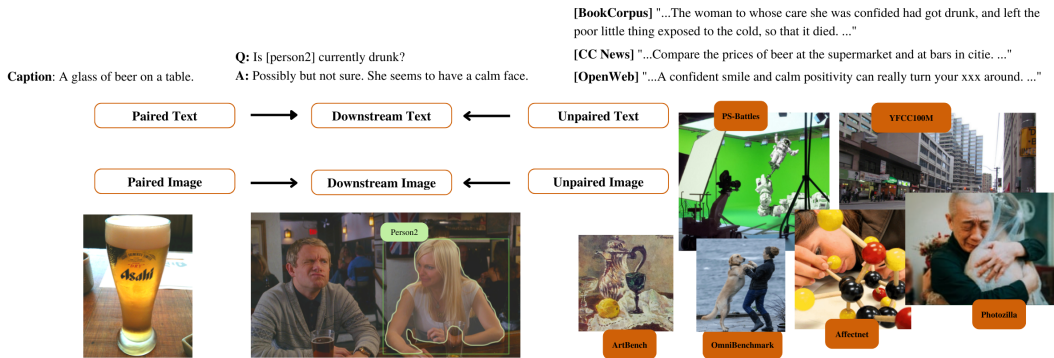 [BookCorpus] "...The woman to whose care she was confided had got drunk, and left the
poor little thing exposed to the cold, so that it died. ..."
Q: Is [person2] currently drunk?
[CC News] "...Compare the prices of beer at the supermarket and at bars in citie. ..."
Caption: A glass of beer on a table.
A: Possibly but not sure. She seems to have a calm face.
[OpenWeb] "...A confident smile and calm positivity can really turn your xxx around. ..."
Paired Text
Downstream Text
Unpaired Text
PS-Battles
YFCC100M
Paired Image
Downstream Image
Unpaired Image
Person2
Asahi
Photozilla
ArtBench
OmniBenchmark
Affectnet